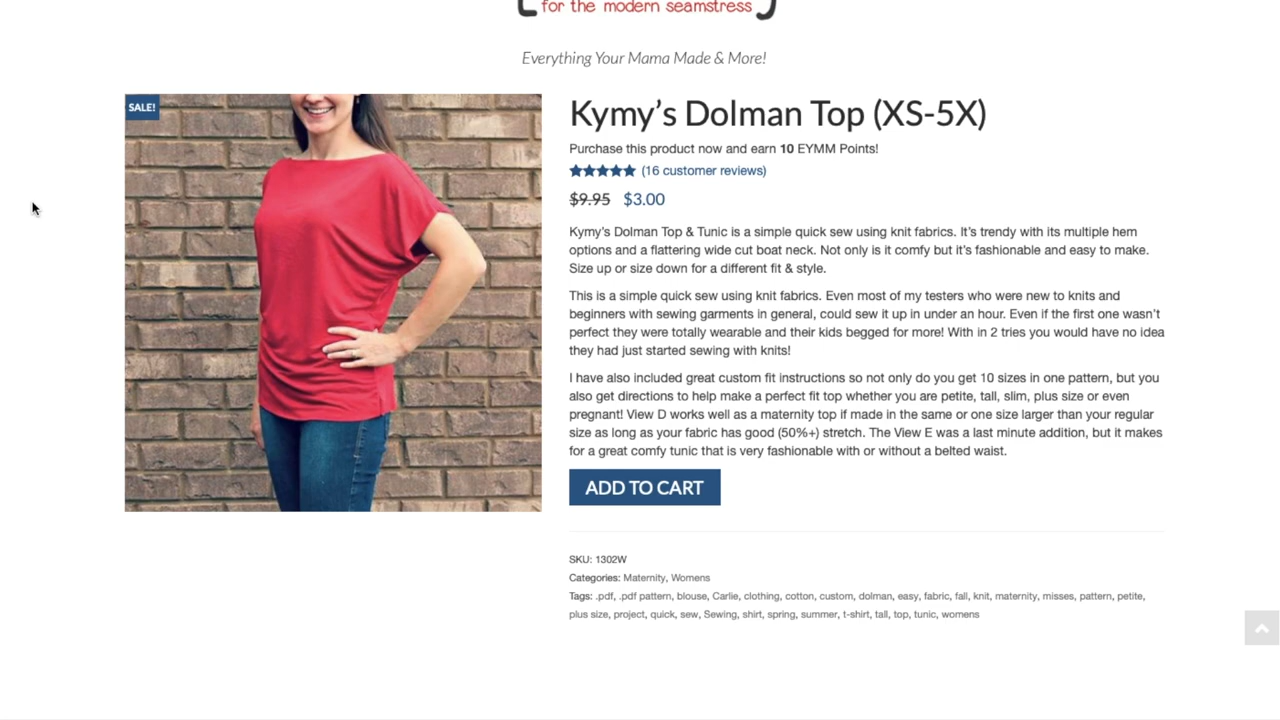 for the modern seamstress
Everything Your Mama Made & More!
SALE!
Kymy's Dolman Top (XS-5X)
Purchase this product now and earn 10 EYMM Points!
(16 customer reviews)
$9.95 $3.00
Kymy's Dolman Top & Tunic is a simple quick sew using knit fabrics. It's trendy with its multiple hem
options and a flattering wide cut boat neck. Not only is it comfy but it's fashionable and easy to make.
Size up or size down for a different fit & style.
This is a simple quick sew using knit fabrics. Even most of my testers who were new to knits and
beginners with sewing garments in general, could sew it up in under an hour. Even if the first one wasn't
perfect they were totally wearable and their kids begged for more! With in 2 tries you would have no idea
they had just started sewing with knits!
I have also included great custom fit instructions so not only do you get 10 sizes in one pattern, but you
also get directions to help make a perfect fit top whether you are petite, tall, slim, plus size or even
pregnant! View D works well as a maternity top if made in the same or one size larger than your regular
size as long as your fabric has good (50%+) stretch. The View E was a last minute addition, but it makes
for a great comfy tunic that is very fashionable with or without a belted waist.
ADD TO CART
SKU: 1302W
Categories: Maternity, Womens
Tags: .pdf, .pdf pattern, blouse, Carlie, clothing, cotton, custom, dolman, easy, fabric, fall, knit, maternity, misses, pattern, petite,
plus size, project, quick, sew, Sewing, shirt, spring, summer, t-shirt, tall, top, tunic, womens